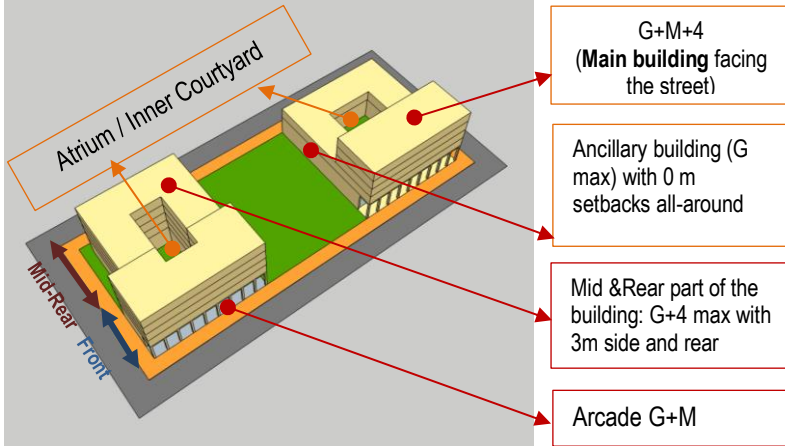 Atrium / Inner Courtyard
Mid-Rear
Front
G+M+4
(Main building facing
the street)
Ancillary building (G
max) with 0 m
setbacks all-around
Mid &Rear part of the
building: G+4 max with
3m side and rear
Arcade G+M